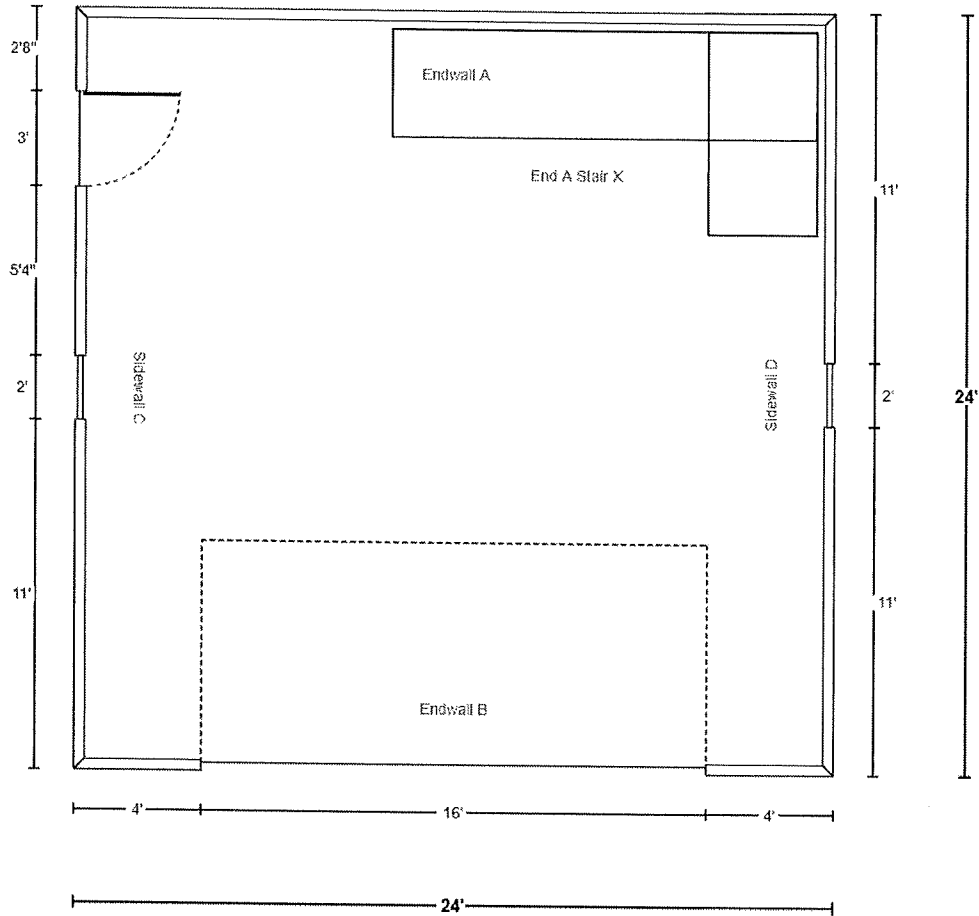 2'8"
Endwall A
3'
End A Stair X
11'
5'4"
Sidewall C
Sidewall D
2'
2'
24'
11'
11'
Endwall B
4'
16'
4'
24'